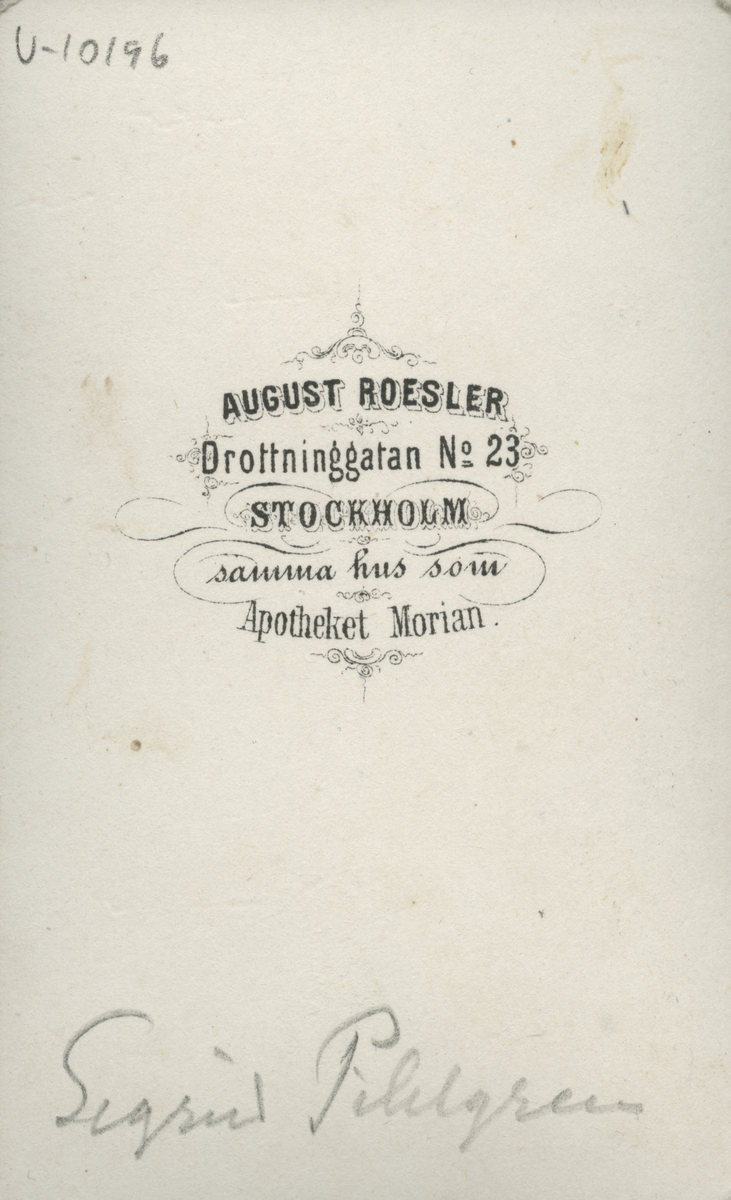 U-10196
AUGUST ROESLER
Drottninggatan No 23
STOCKHOLM
samma hus som
Apotheket Morian.
Sigrid Pihlgren